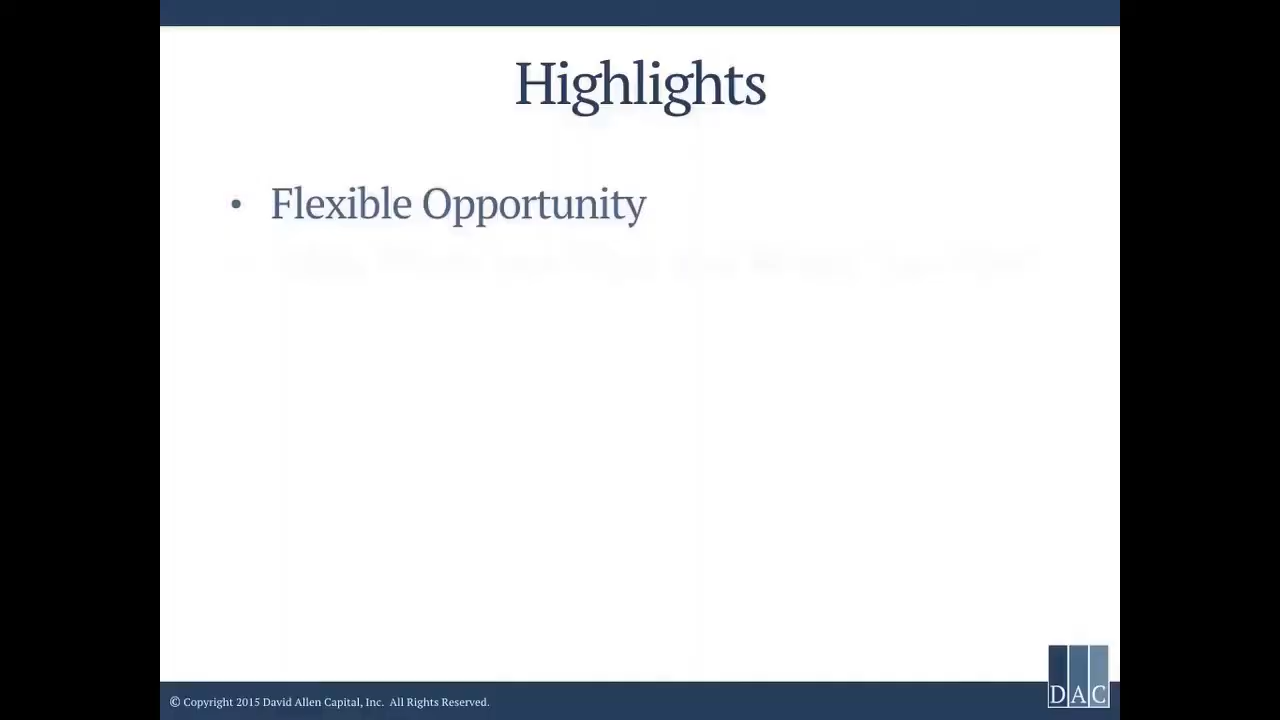 Highlights
• Flexible Opportunity
© Copyright 2015 David Allen Capital, Inc. All Rights Reserved.
DAC